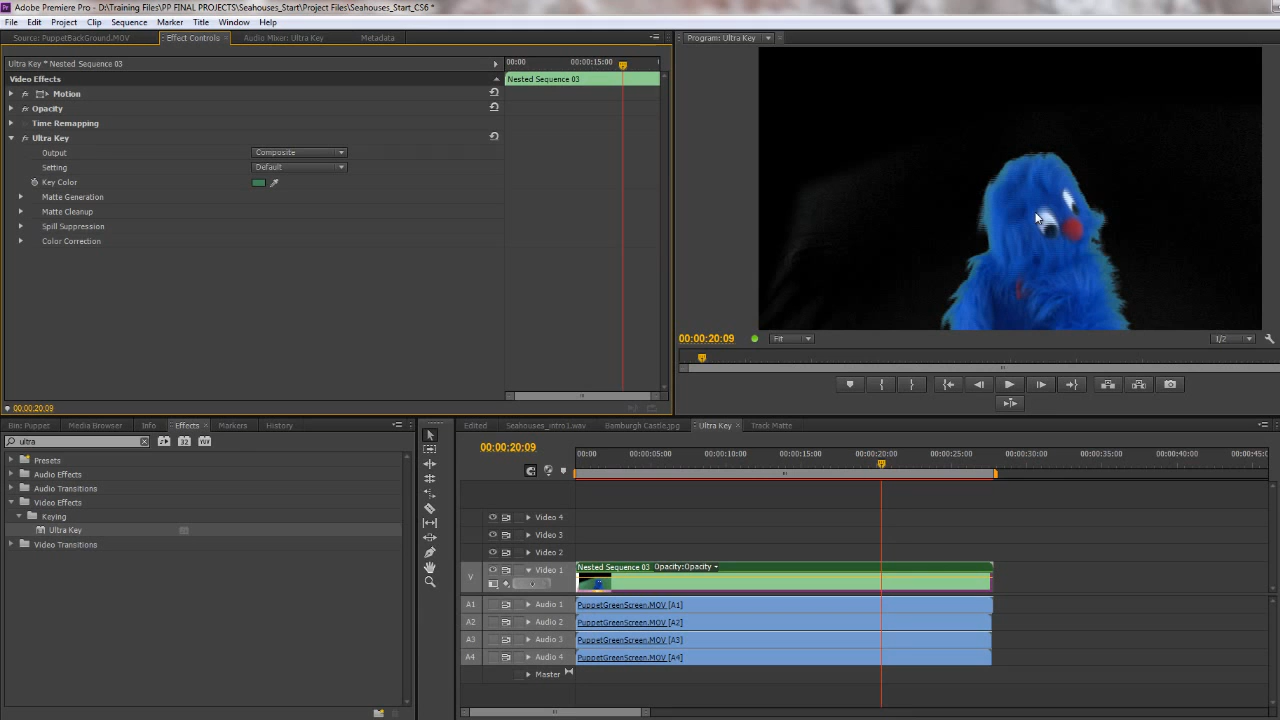 Adobe Premiere Pro - D:\Training Files\PP FINAL PROJECTS\Seahouses_Start\Project Files\Seahouses_Start_CS6 *
File Edit Project Clip Sequence Marker Title Window Help
Source: PuppetBackGround.MOV Effect Controls Audio Mixer: Ultra Key Metadata
Program: Ultra Key
Ultra Key * Nested Sequence 03
00:00 00:00:15:00
Video Effects
Nested Sequence 03
Motion
Opacity
Time Remapping
Ultra Key
Output Composite
Setting Default
Key Color
Matte Generation
Matte Cleanup
Spill Suppression
Color Correction
00:00:20:09 Fit 1/2
00:00:20:09
Bin: Puppet Media Browser Info Effects Markers History
ultra
Presets
Audio Effects
Audio Transitions
Video Effects
Keying
Ultra Key
Video Transitions
Edited Seahouses_intro1.wav Bamburgh Castle.jpg Ultra Key Track Matte
00:00:20:09
00:00 00:00:05:00 00:00:10:00 00:00:15:00 00:00:20:00 00:00:25:00 00:00:30:00 00:00:35:00 00:00:40:00 00:00:45:0
Video 4
Video 3
Video 2
V Video 1 Nested Sequence 03 Opacity:Opacity
A1 Audio 1 PuppetGreenScreen.MOV [A1]
A2 Audio 2 PuppetGreenScreen.MOV [A2]
A3 Audio 3 PuppetGreenScreen.MOV [A3]
A4 Audio 4 PuppetGreenScreen.MOV [A4]
Master